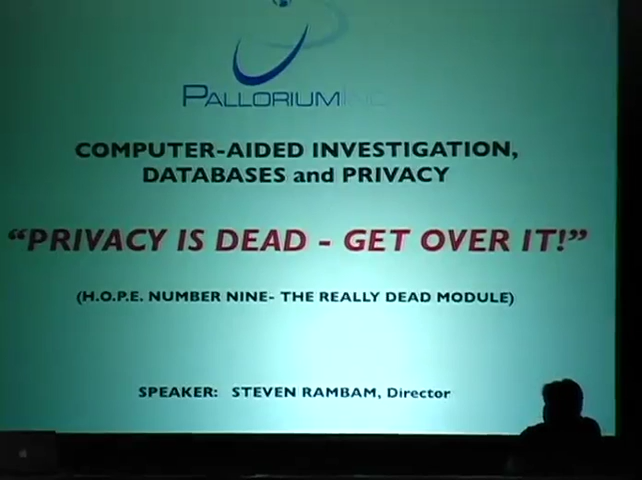 PALLORIUM INC
COMPUTER-AIDED INVESTIGATION,
DATABASES and PRIVACY
“PRIVACY IS DEAD - GET OVER IT!”
(H.O.P.E. NUMBER NINE- THE REALLY DEAD MODULE)
SPEAKER: STEVEN RAMBAM, Director